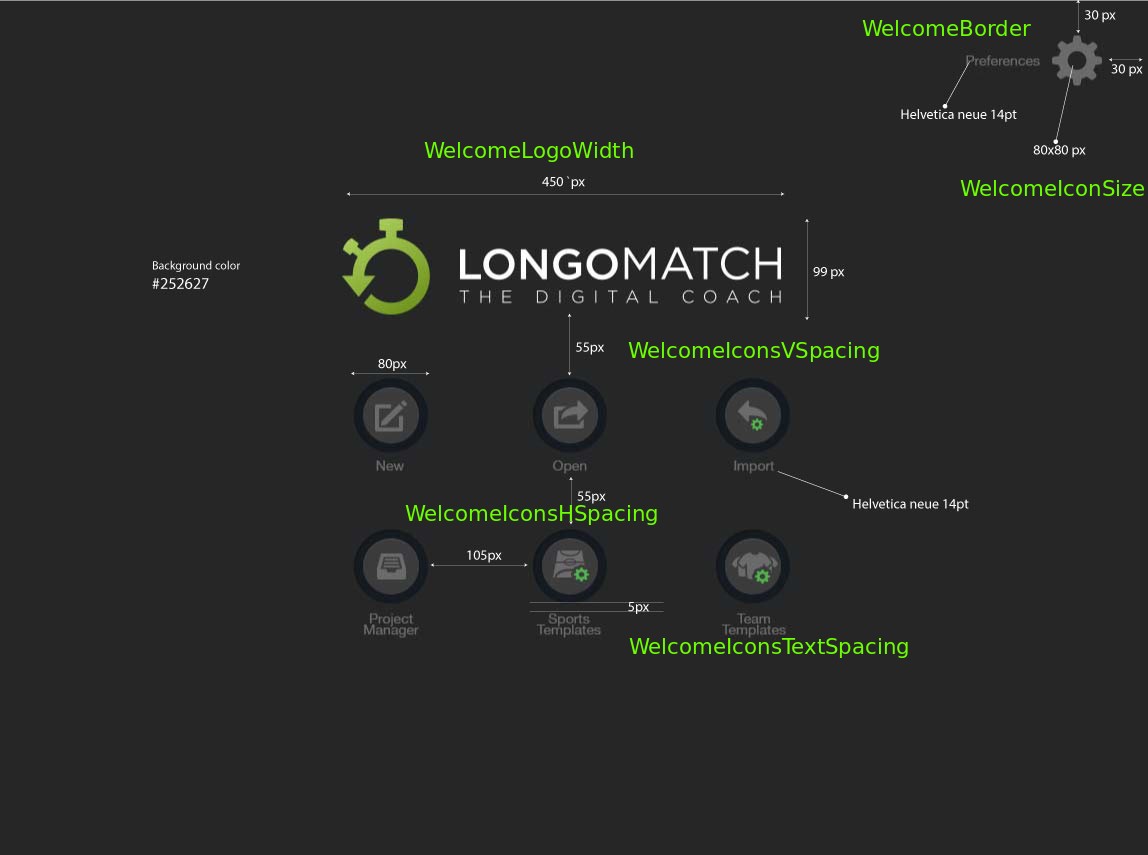 30 px
WelcomeBorder
Preferences
30 px
Helvetica neue 14pt
80x80 px
WelcomeLogoWidth
450 `px
WelcomeIconSize
LONGOMATCH
THE DIGITAL COACH
Background color
#252627
99 px
55px
WelcomeIconsVSpacing
80px
New
Open
Import
55px
Helvetica neue 14pt
WelcomeIconsHSpacing
105px
5px
Project
Manager
Sports
Templates
Team
Templates
WelcomeIconsTextSpacing